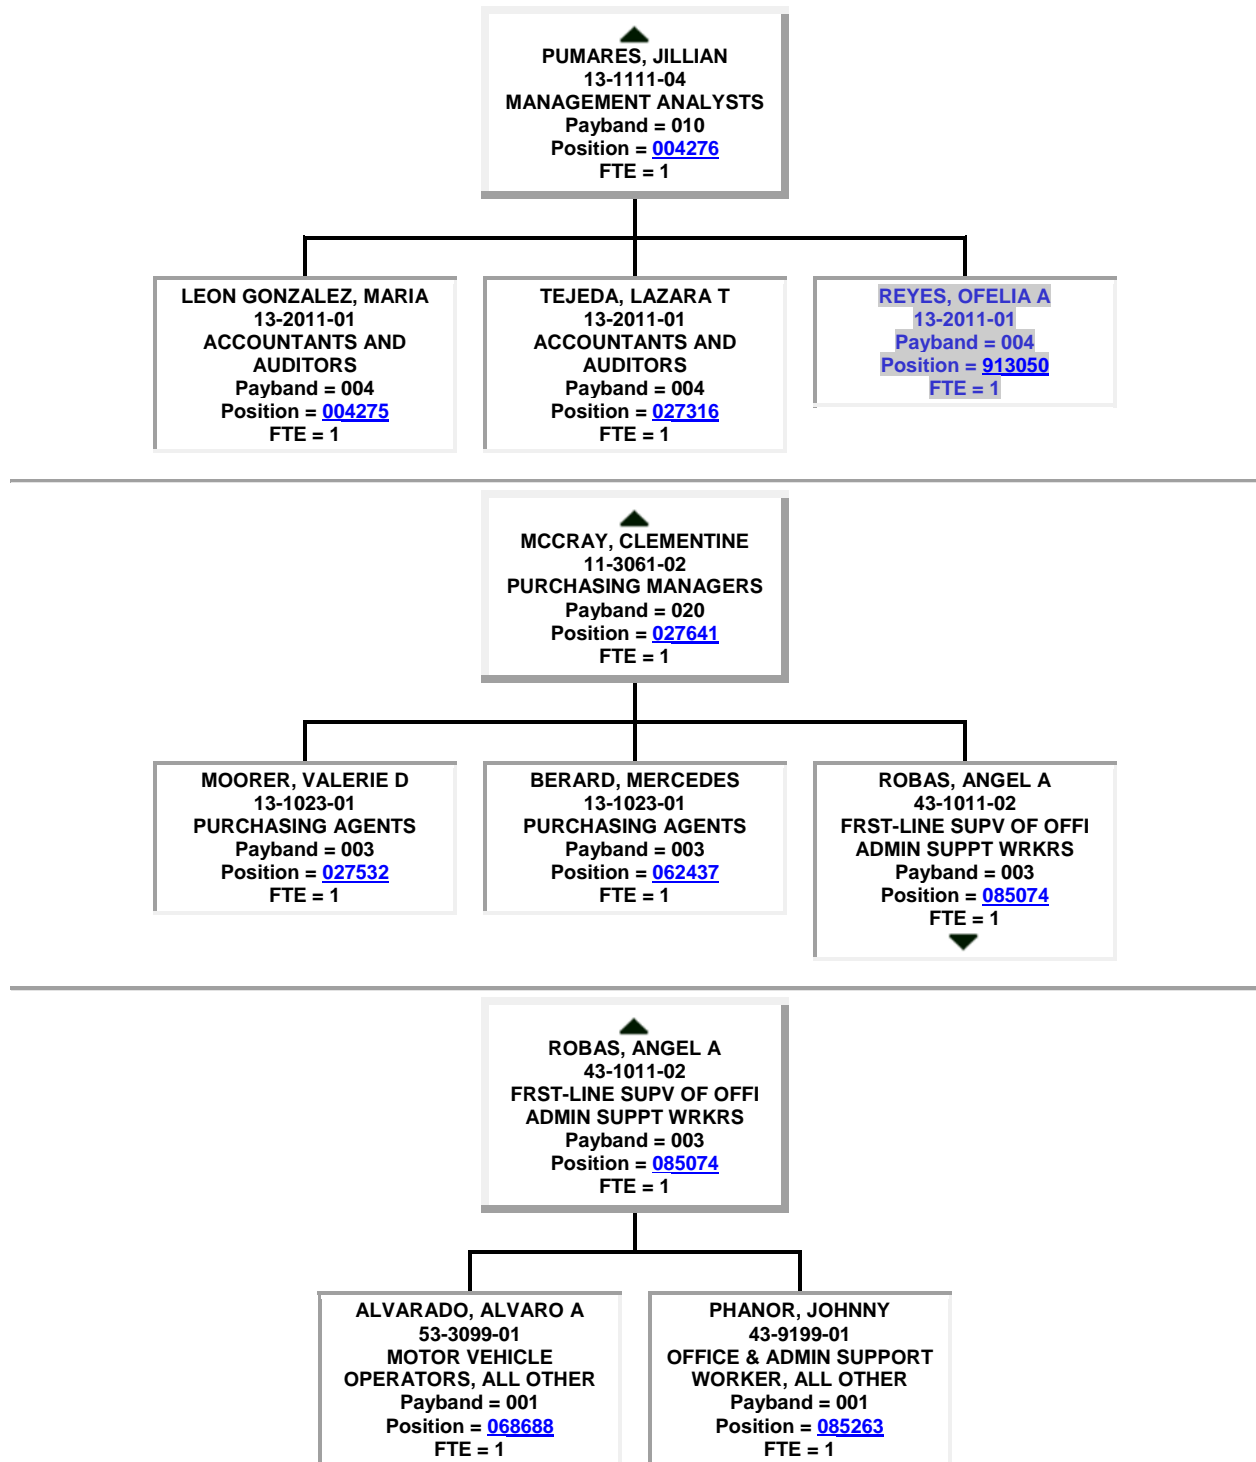 PUMARES, JILLIAN
13-1111-04
MANAGEMENT ANALYSTS
Payband = 010
Position = 004276
FTE = 1
LEON GONZALEZ, MARIA
13-2011-01
ACCOUNTANTS AND
AUDITORS
Payband = 004
Position = 004275
FTE = 1
TEJEDA, LAZARA T
13-2011-01
ACCOUNTANTS AND
AUDITORS
Payband = 004
Position = 027316
FTE = 1
REYES, OFELIA A
13-2011-01
Payband = 004
Position = 913050
FTE = 1
MCCRAY, CLEMENTINE
11-3061-02
PURCHASING MANAGERS
Payband = 020
Position = 027641
FTE = 1
MOORER, VALERIE D
13-1023-01
PURCHASING AGENTS
Payband = 003
Position = 027532
FTE = 1
BERARD, MERCEDES
13-1023-01
PURCHASING AGENTS
Payband = 003
Position = 062437
FTE = 1
ROBAS, ANGEL A
43-1011-02
FRST-LINE SUPV OF OFFI
ADMIN SUPPT WRKRS
Payband = 003
Position = 085074
FTE = 1
ROBAS, ANGEL A
43-1011-02
FRST-LINE SUPV OF OFFI
ADMIN SUPPT WRKRS
Payband = 003
Position = 085074
FTE = 1
ALVARADO, ALVARO A
53-3099-01
MOTOR VEHICLE
OPERATORS, ALL OTHER
Payband = 001
Position = 068688
FTE = 1
PHANOR, JOHNNY
43-9199-01
OFFICE & ADMIN SUPPORT
WORKER, ALL OTHER
Payband = 001
Position = 085263
FTE = 1